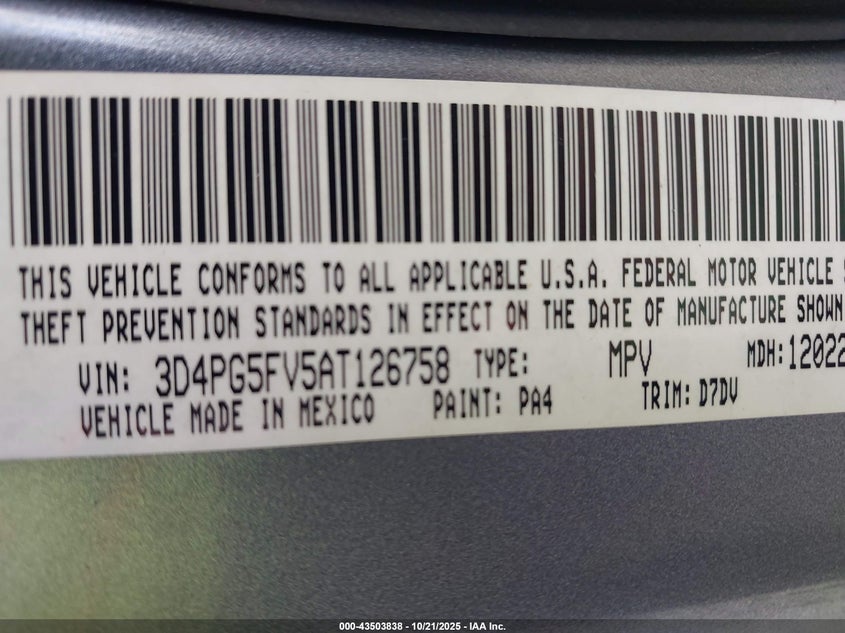 THIS VEHICLE CONFORMS TO ALL APPLICABLE U.S.A. FEDERAL MOTOR VEHICLE
THEFT PREVENTION STANDARDS IN EFFECT ON THE DATE OF MANUFACTURE SHOWN
VIN: 3D4PG5FV5AT126758 TYPE: MPV MDH: 12022
VEHICLE MADE IN MEXICO PAINT: PA4 TRIM: D7DV
000-43503838 - 10/21/2025 - IAA Inc.